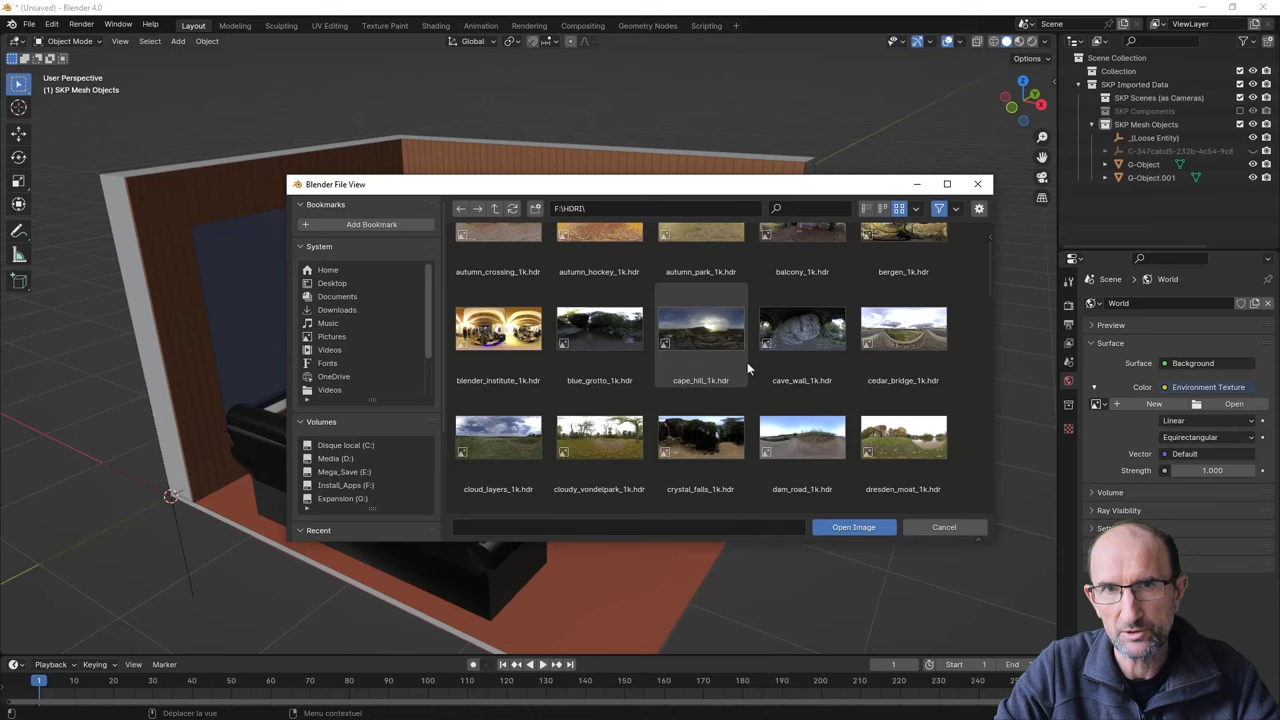 * (Unsaved) - Blender 4.0
File Edit Render Window Help Layout Modeling Sculpting UV Editing Texture Paint Shading Animation Rendering Compositing Geometry Nodes Scripting Scene ViewLayer
Object Mode View Select Add Object Global
Options
User Perspective
(1) SKP Mesh Objects
Scene Collection
Collection
SKP Imported Data
SKP Scenes (as Cameras)
SKP Components
SKP Mesh Objects
_(Loose Entity)
C-347cabd5-232b-4c54-9c8
G-Object
G-Object.001
X
Y
Z
Blender File View
Bookmarks
Add Bookmark
System
Home
Desktop
Documents
Downloads
Music
Pictures
Videos
Fonts
OneDrive
Videos
Volumes
Disque local (C:)
Media (D:)
Mega_Save (E:)
Install_Apps (F:)
Expansion (G:)
Recent
F:\HDRI\
autumn_crossing_1k.hdr autumn_hockey_1k.hdr autumn_park_1k.hdr balcony_1k.hdr bergen_1k.hdr
blender_institute_1k.hdr blue_grotto_1k.hdr cape_hill_1k.hdr cave_wall_1k.hdr cedar_bridge_1k.hdr
cloud_layers_1k.hdr cloudy_vondelpark_1k.hdr crystal_falls_1k.hdr dam_road_1k.hdr dresden_moat_1k.hdr
Open Image Cancel
Scene World
World
Preview
Surface
Surface Background
Color Environment Texture
New Open
Linear
Equirectangular
Vector Default
Strength 1.000
Volume
Ray Visibility
Playback Keying View Marker 1 Start 1 End
1 10 20 30 40 50 60 70 80 90 100 110 120 130 140 150 160 170 180 190 200 210 220
Déplacer la vue Menu contextuel